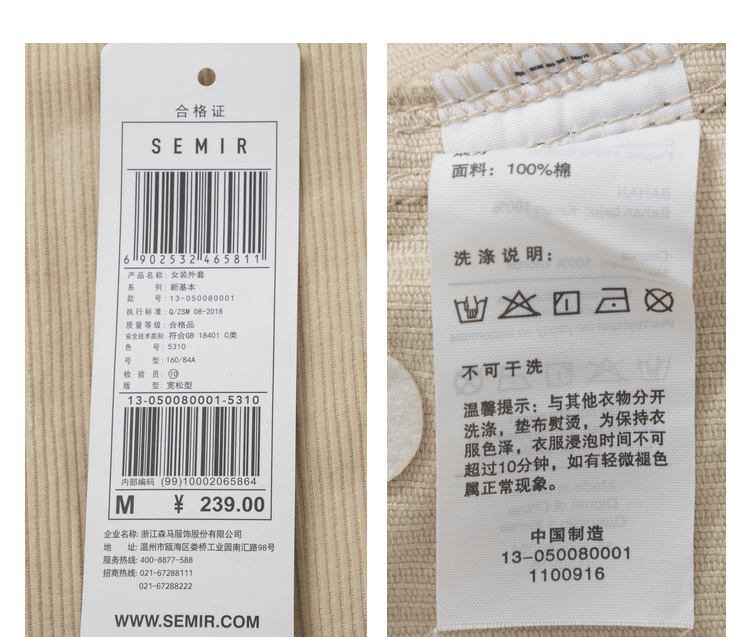 合格证
SEMIR
6 902532 465811
产品名称: 女装外套
系 列: 新基本
款 号: 13-050080001
执行标准: Q/ZSM 08-2018
质量等级: 合格品
安全技术类别: 符合GB 18401 C类
色 号: 5310
号 型: 160/84A
检 验 员: ⑩
版 型: 宽松型
13-050080001-5310
内部编码 (99)10002065864
M ¥ 239.00
企业名称: 浙江森马服饰股份有限公司
地 址: 温州市瓯海区娄桥工业园南汇路98号
服务热线: 400-8877-588
招商热线: 021-67288111
021-67288222
WWW.SEMIR.COM
面料: 100%棉
洗涤说明:
不可干洗
温馨提示: 与其他衣物分开
洗涤, 垫布熨烫, 为保持衣
服色泽, 衣服浸泡时间不可
超过10分钟, 如有轻微褪色
属正常现象。
中国制造
13-050080001
1100916